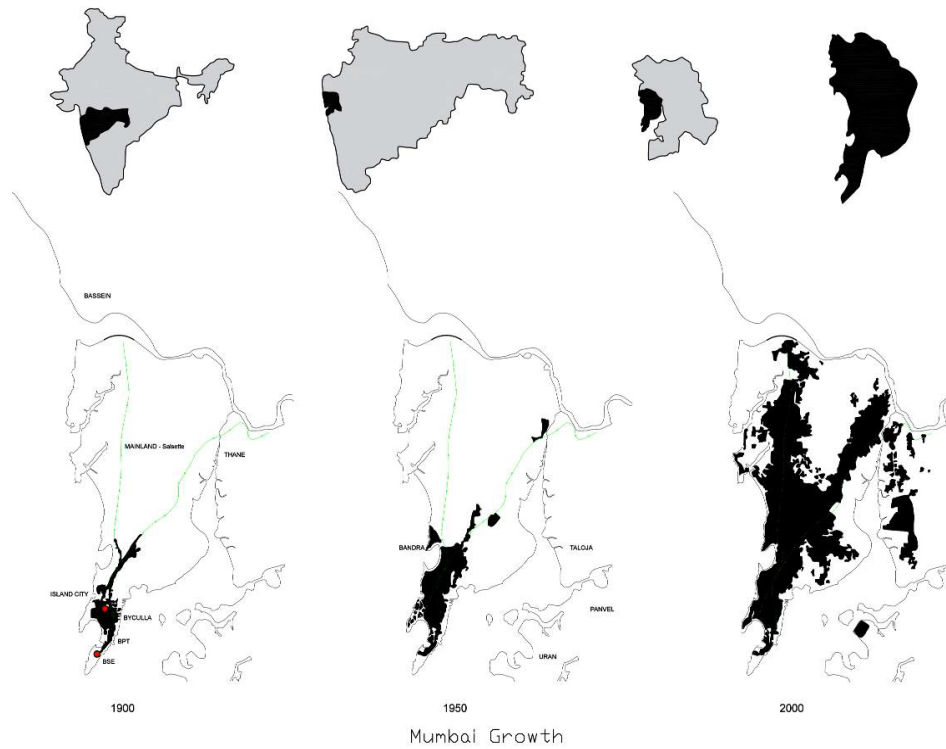 BASSEIN
MAINLAND - Salsette
THANE
ISLAND CITY
BYCULLA
BPT
BSE
BANDRA
TALOJA
PANVEL
URAN
1900
1950
2000
Mumbai Growth